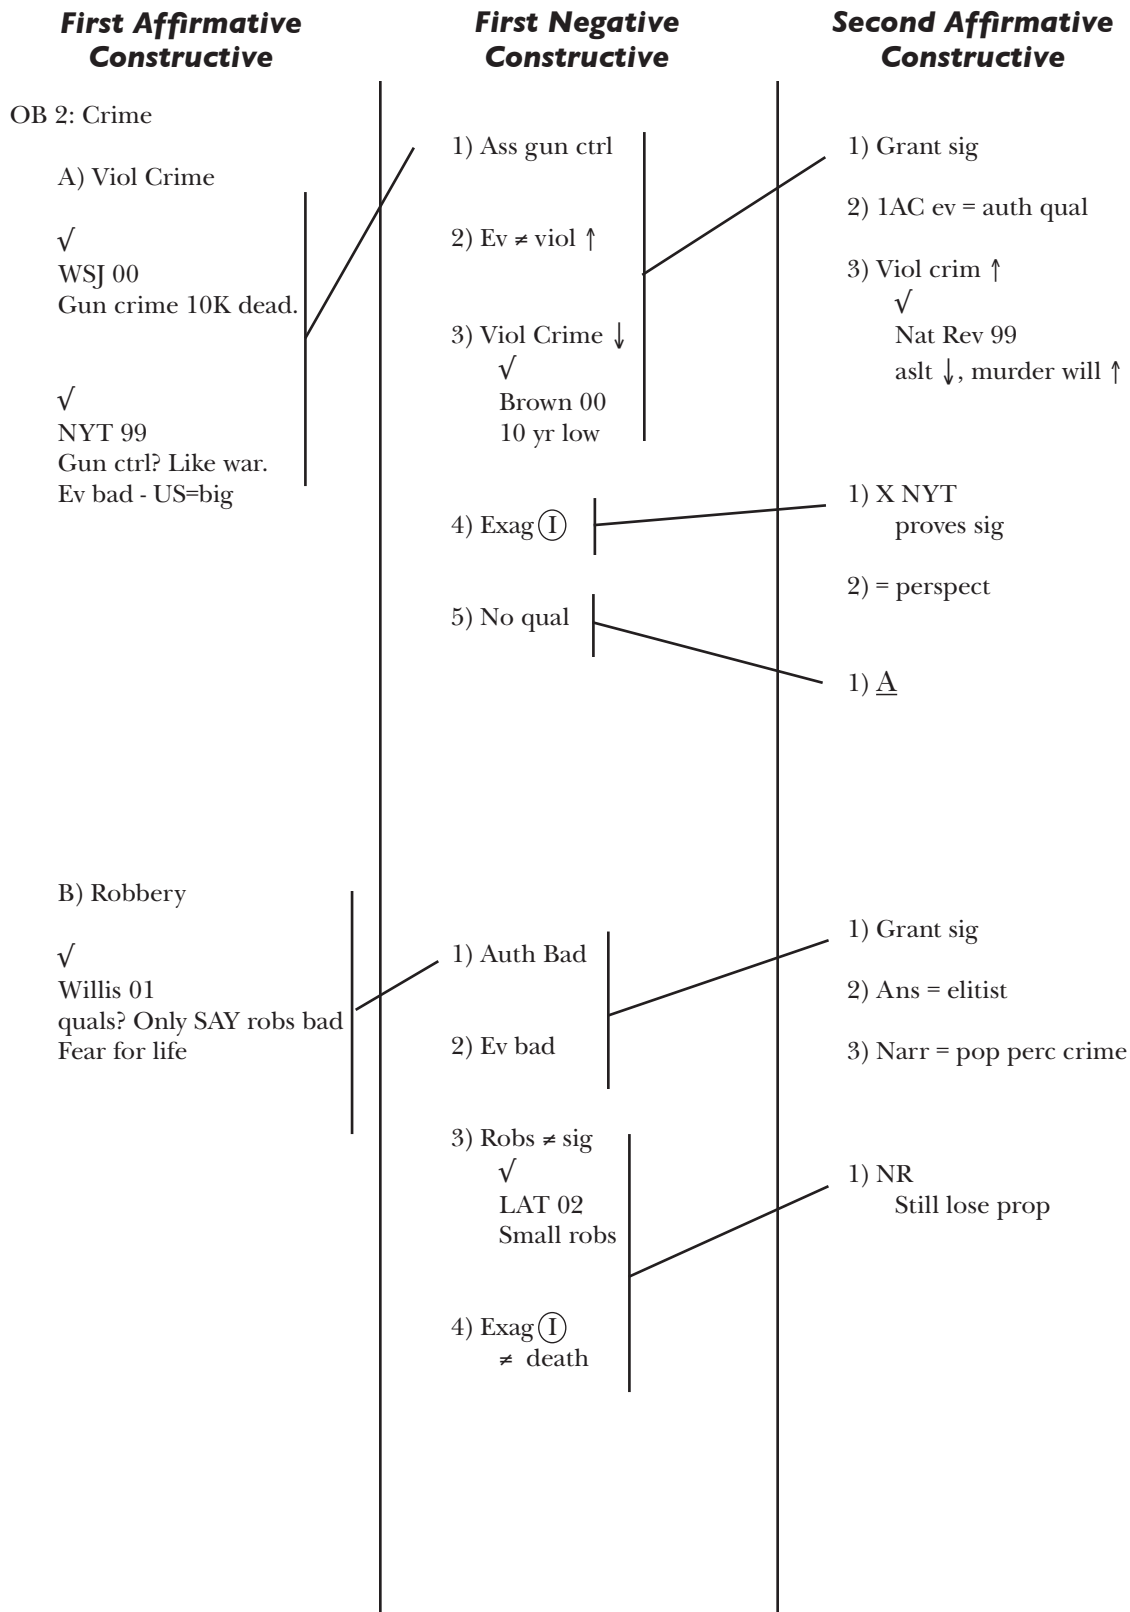 First Affirmative
Constructive
OB 2: Crime
A) Viol Crime
√
WSJ 00
Gun crime 10K dead.
√
NYT 99
Gun ctrl? Like war.
Ev bad - US=big
B) Robbery
√
Willis 01
quals? Only SAY robs bad
Fear for life
First Negative
Constructive
1) Ass gun ctrl
2) Ev ≠ viol ↑
3) Viol Crime ↓
√
Brown 00
10 yr low
4) Exag Ⓘ
5) No qual
1) Auth Bad
2) Ev bad
3) Robs ≠ sig
√
LAT 02
Small robs
4) Exag Ⓘ
≠ death
Second Affirmative
Constructive
1) Grant sig
2) 1AC ev = auth qual
3) Viol crim ↑
√
Nat Rev 99
aslt ↓, murder will ↑
1) X NYT
proves sig
2) = perspect
1) A
1) Grant sig
2) Ans = elitist
3) Narr = pop perc crime
1) NR
Still lose prop